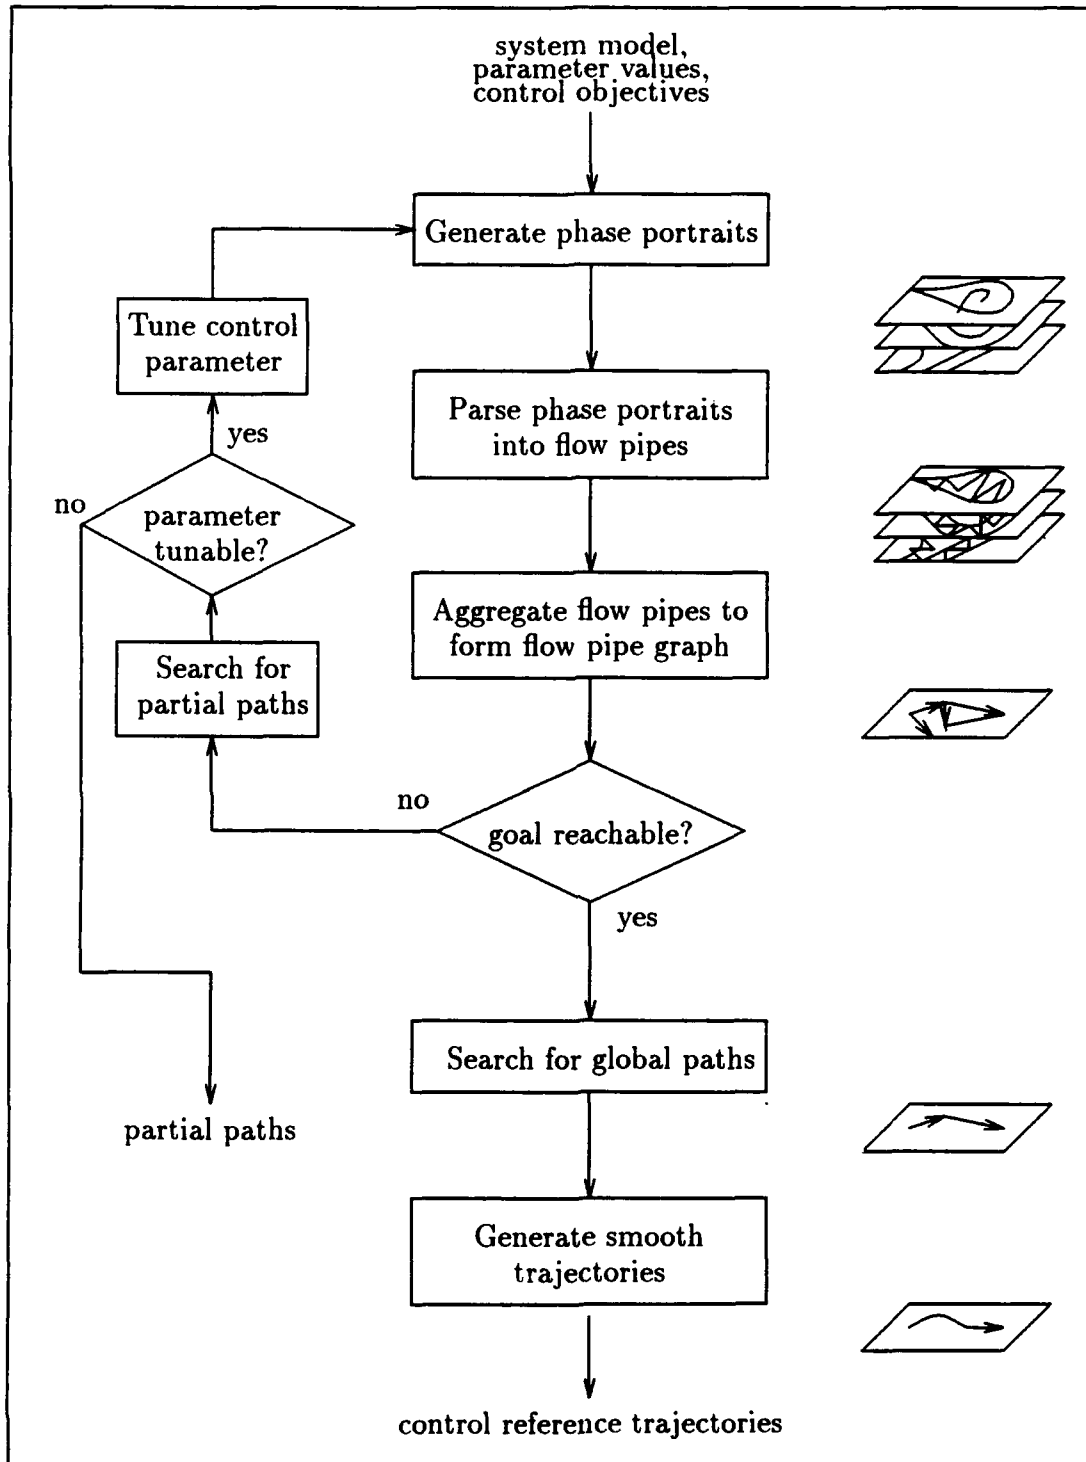 system model,
parameter values,
control objectives
Generate phase portraits
Tune control
parameter
Parse phase portraits
into flow pipes
yes
no
parameter
tunable?
Aggregate flow pipes to
form flow pipe graph
Search for
partial paths
no
goal reachable?
yes
Search for global paths
partial paths
Generate smooth
trajectories
control reference trajectories